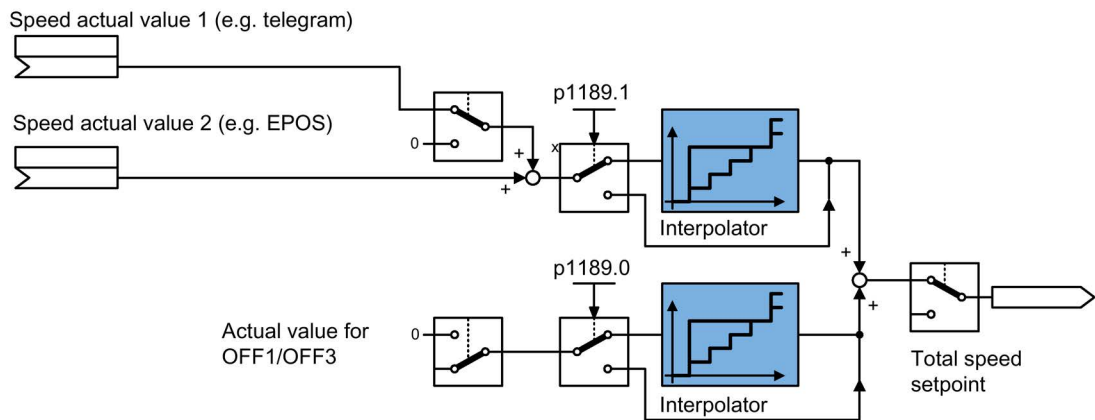 Speed actual value 1 (e.g. telegram)
p1189.1
Speed actual value 2 (e.g. EPOS)
0
x
+
+
Interpolator
+
p1189.0
+
Actual value for
OFF1/OFF3
0
Total speed
setpoint
Interpolator